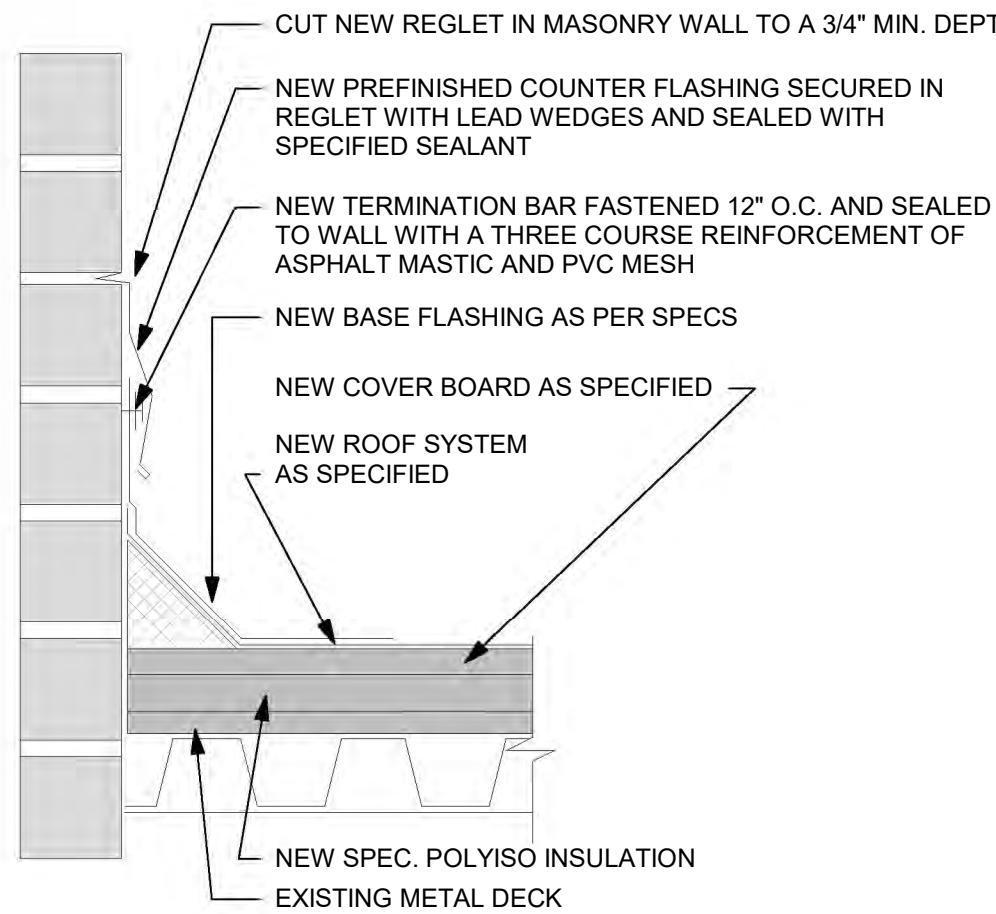 CUT NEW REGLET IN MASONRY WALL TO A 3/4" MIN. DEPT
NEW PREFINISHED COUNTER FLASHING SECURED IN
REGLET WITH LEAD WEDGES AND SEALED WITH
SPECIFIED SEALANT
NEW TERMINATION BAR FASTENED 12" O.C. AND SEALED
TO WALL WITH A THREE COURSE REINFORCEMENT OF
ASPHALT MASTIC AND PVC MESH
NEW BASE FLASHING AS PER SPECS
NEW COVER BOARD AS SPECIFIED
NEW ROOF SYSTEM
AS SPECIFIED
NEW SPEC. POLYISO INSULATION
EXISTING METAL DECK